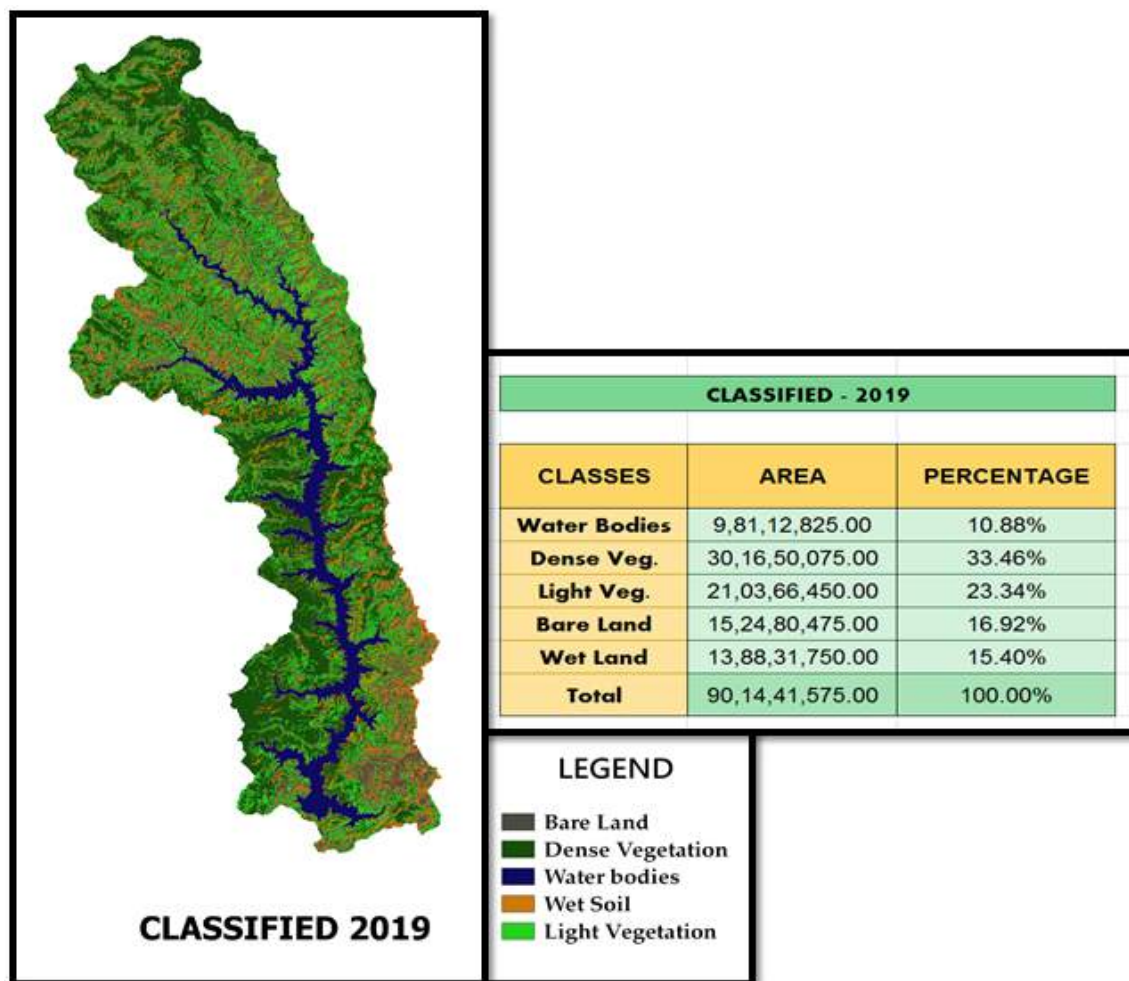 CLASSIFIED 2019
CLASSIFIED - 2019
CLASSES AREA PERCENTAGE
Water Bodies 9,81,12,825.00 10.88%
Dense Veg. 30,16,50,075.00 33.46%
Light Veg. 21,03,66,450.00 23.34%
Bare Land 15,24,80,475.00 16.92%
Wet Land 13,88,31,750.00 15.40%
Total 90,14,41,575.00 100.00%
LEGEND
Bare Land
Dense Vegetation
Water bodies
Wet Soil
Light Vegetation